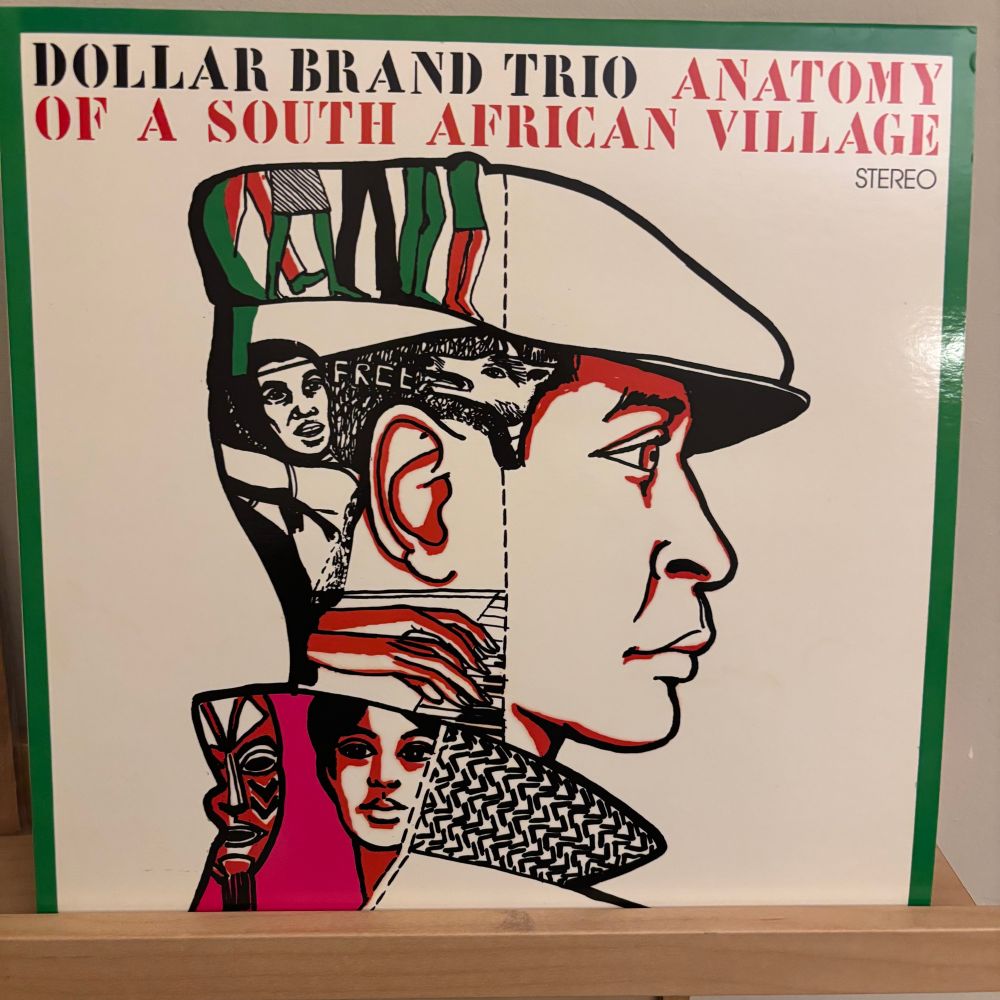 DOLLAR BRAND TRIO ANATOMY
OF A SOUTH AFRICAN VILLAGE
STEREO
FREE